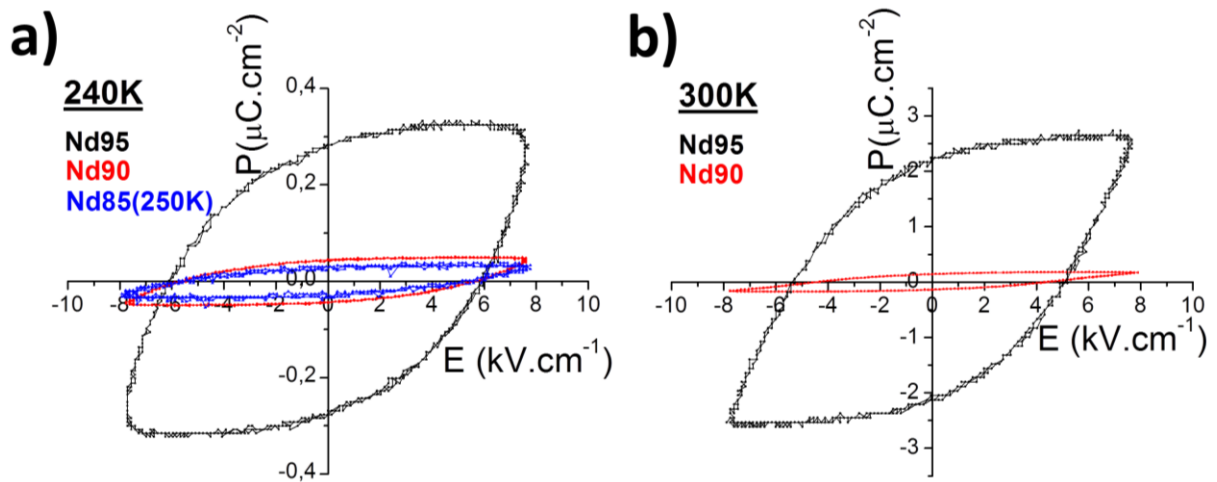 a)
240K
Nd95
Nd90
Nd85(250K)
P(μC.cm-2)
0,4
0,2
0,0
-0,2
-0,4
-10 -8 -6 -4 -2 0 2 4 6 8 10
E (kV.cm-1)
b)
300K
Nd95
Nd90
P(μC.cm-2)
3
2
1
0
-1
-2
-3
-10 -8 -6 -4 -2 0 2 4 6 8 10
E (kV.cm-1)